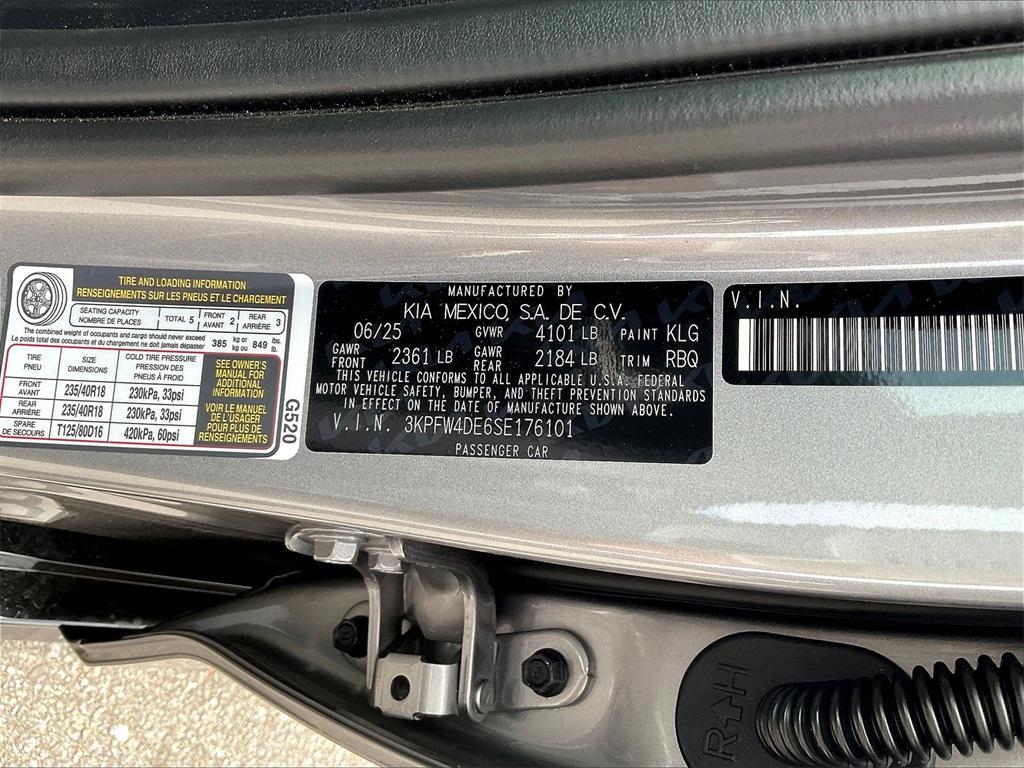 TIRE AND LOADING INFORMATION
RENSEIGNEMENTS SUR LES PNEUS ET LE CHARGEMENT
SEATING CAPACITY
NOMBRE DE PLACES
TOTAL 5
FRONT
AVANT 2
REAR
ARRIÈRE 3
The combined weight of occupants and cargo should never exceed
Le poids total des occupants et du chargement ne doit jamais dépasser
385 kg or
kg ou 849 lbs.
lb.
TIRE
PNEU
SIZE
DIMENSIONS
COLD TIRE PRESSURE
PRESSION DES
PNEUS À FROID
FRONT
AVANT
235/40R18
230kPa, 33psi
REAR
ARRIÈRE
235/40R18
230kPa, 33psi
SPARE
DE SECOURS
T125/80D16
420kPa, 60psi
SEE OWNER'S
MANUAL FOR
ADDITIONAL
INFORMATION
VOIR LE MANUEL
DE L'USAGER
POUR PLUS DE
RENSEIGNEMENTS
G520
MANUFACTURED BY
KIA MEXICO, S.A. DE C.V.
06/25 GVWR 4101 LB PAINT KLG
GAWR
FRONT 2361 LB GAWR
REAR 2184 LB TRIM RBQ
THIS VEHICLE CONFORMS TO ALL APPLICABLE U.S.A. FEDERAL
MOTOR VEHICLE SAFETY, BUMPER, AND THEFT PREVENTION STANDARDS
IN EFFECT ON THE DATE OF MANUFACTURE SHOWN ABOVE.
V.I.N. 3KPFW4DE6SE176101
PASSENGER CAR
V.I.N.
R⇧H